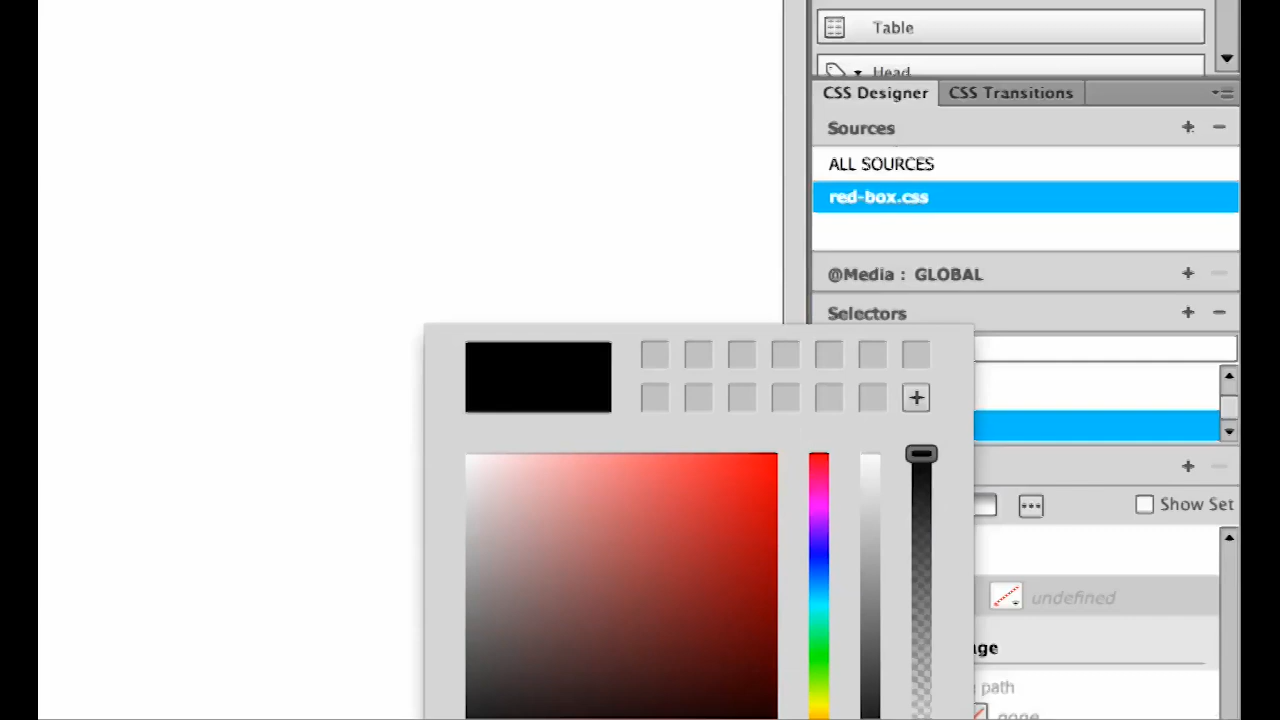 Table
Head
CSS Designer CSS Transitions
Sources
ALL SOURCES
red-box.css
@Media : GLOBAL
Selectors
Show Set
undefined
path
none